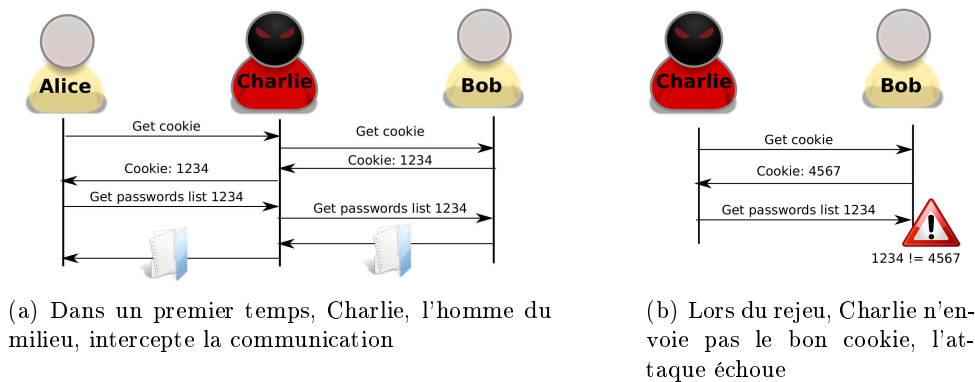 Alice
Charlie
Bob
Get cookie
Get cookie
Cookie: 1234
Cookie: 1234
Get passwords list 1234
Get passwords list 1234
(a) Dans un premier temps, Charlie, l'homme du
milieu, intercepte la communication
Charlie
Bob
Get cookie
Cookie: 4567
Get passwords list 1234
1234 != 4567
(b) Lors du rejeu, Charlie n'en-
voie pas le bon cookie, l'at-
taque échoue